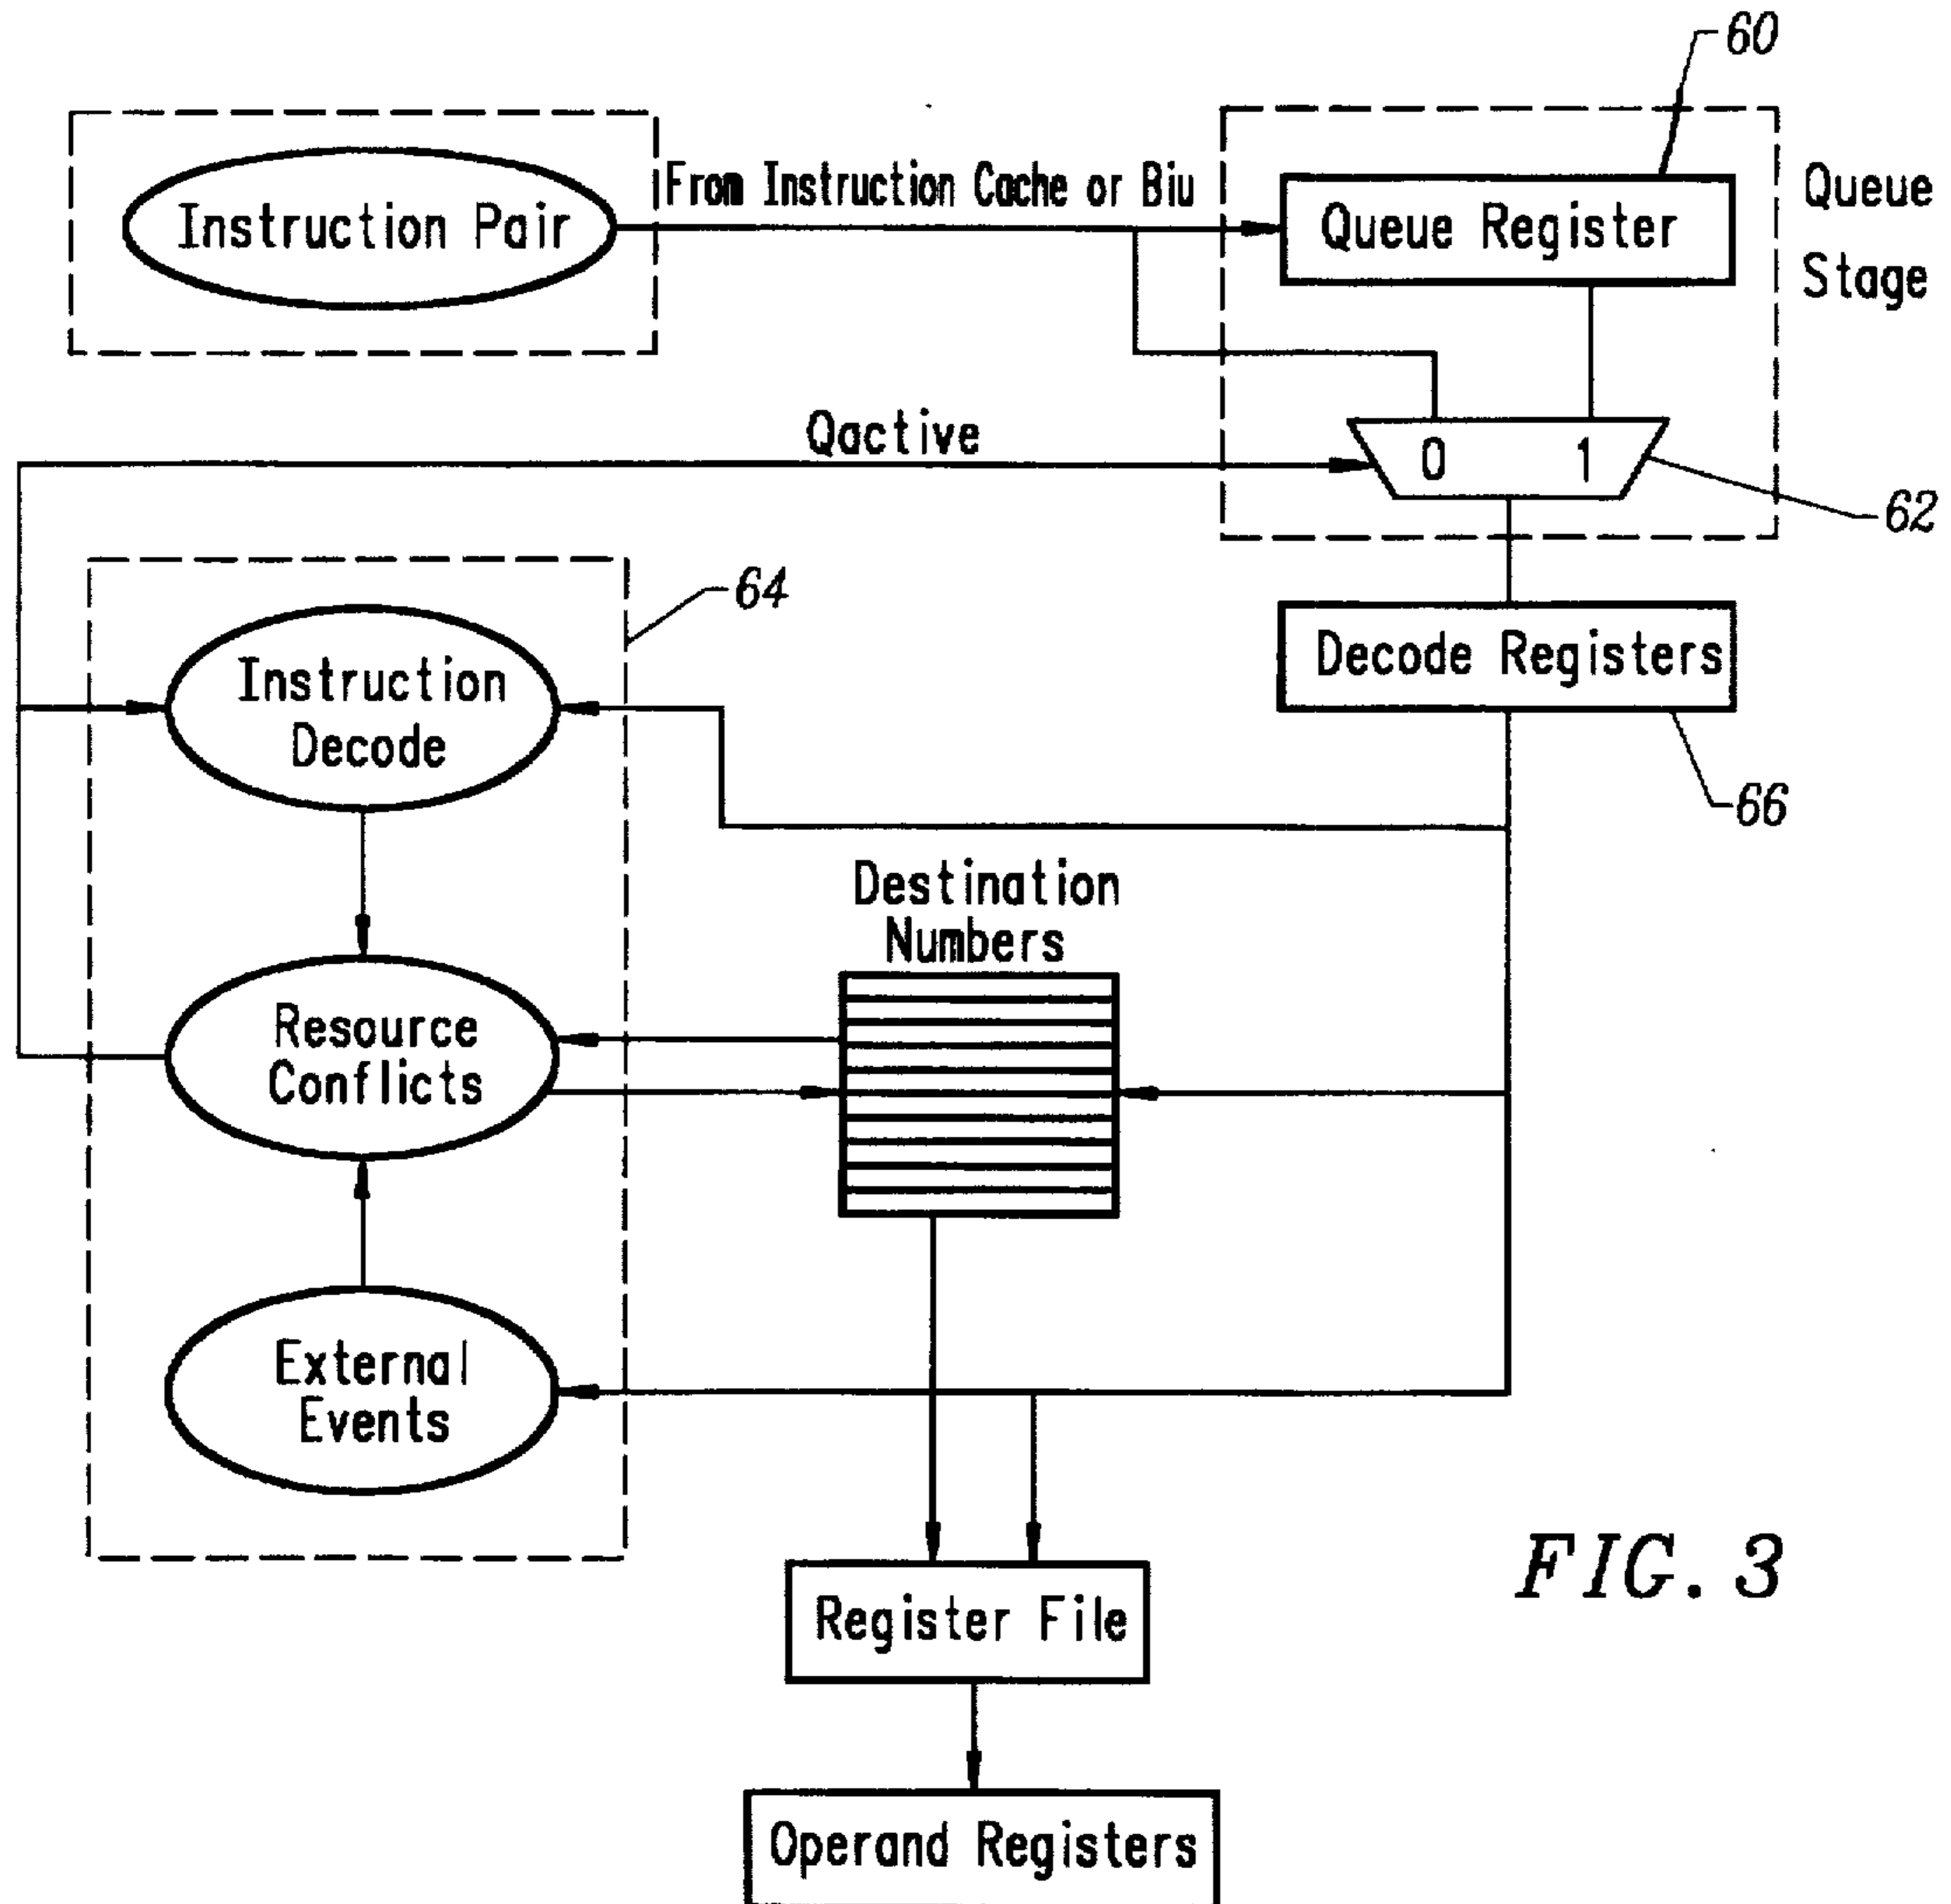 60
From Instruction Cache or Biu
Instruction Pair
Queue Register
Queue
Stage
Qactive
0 1
62
64
Instruction
Decode
Decode Registers
66
Destination
Numbers
Resource
Conflicts
External
Events
Register File
FIG. 3
Operand Registers